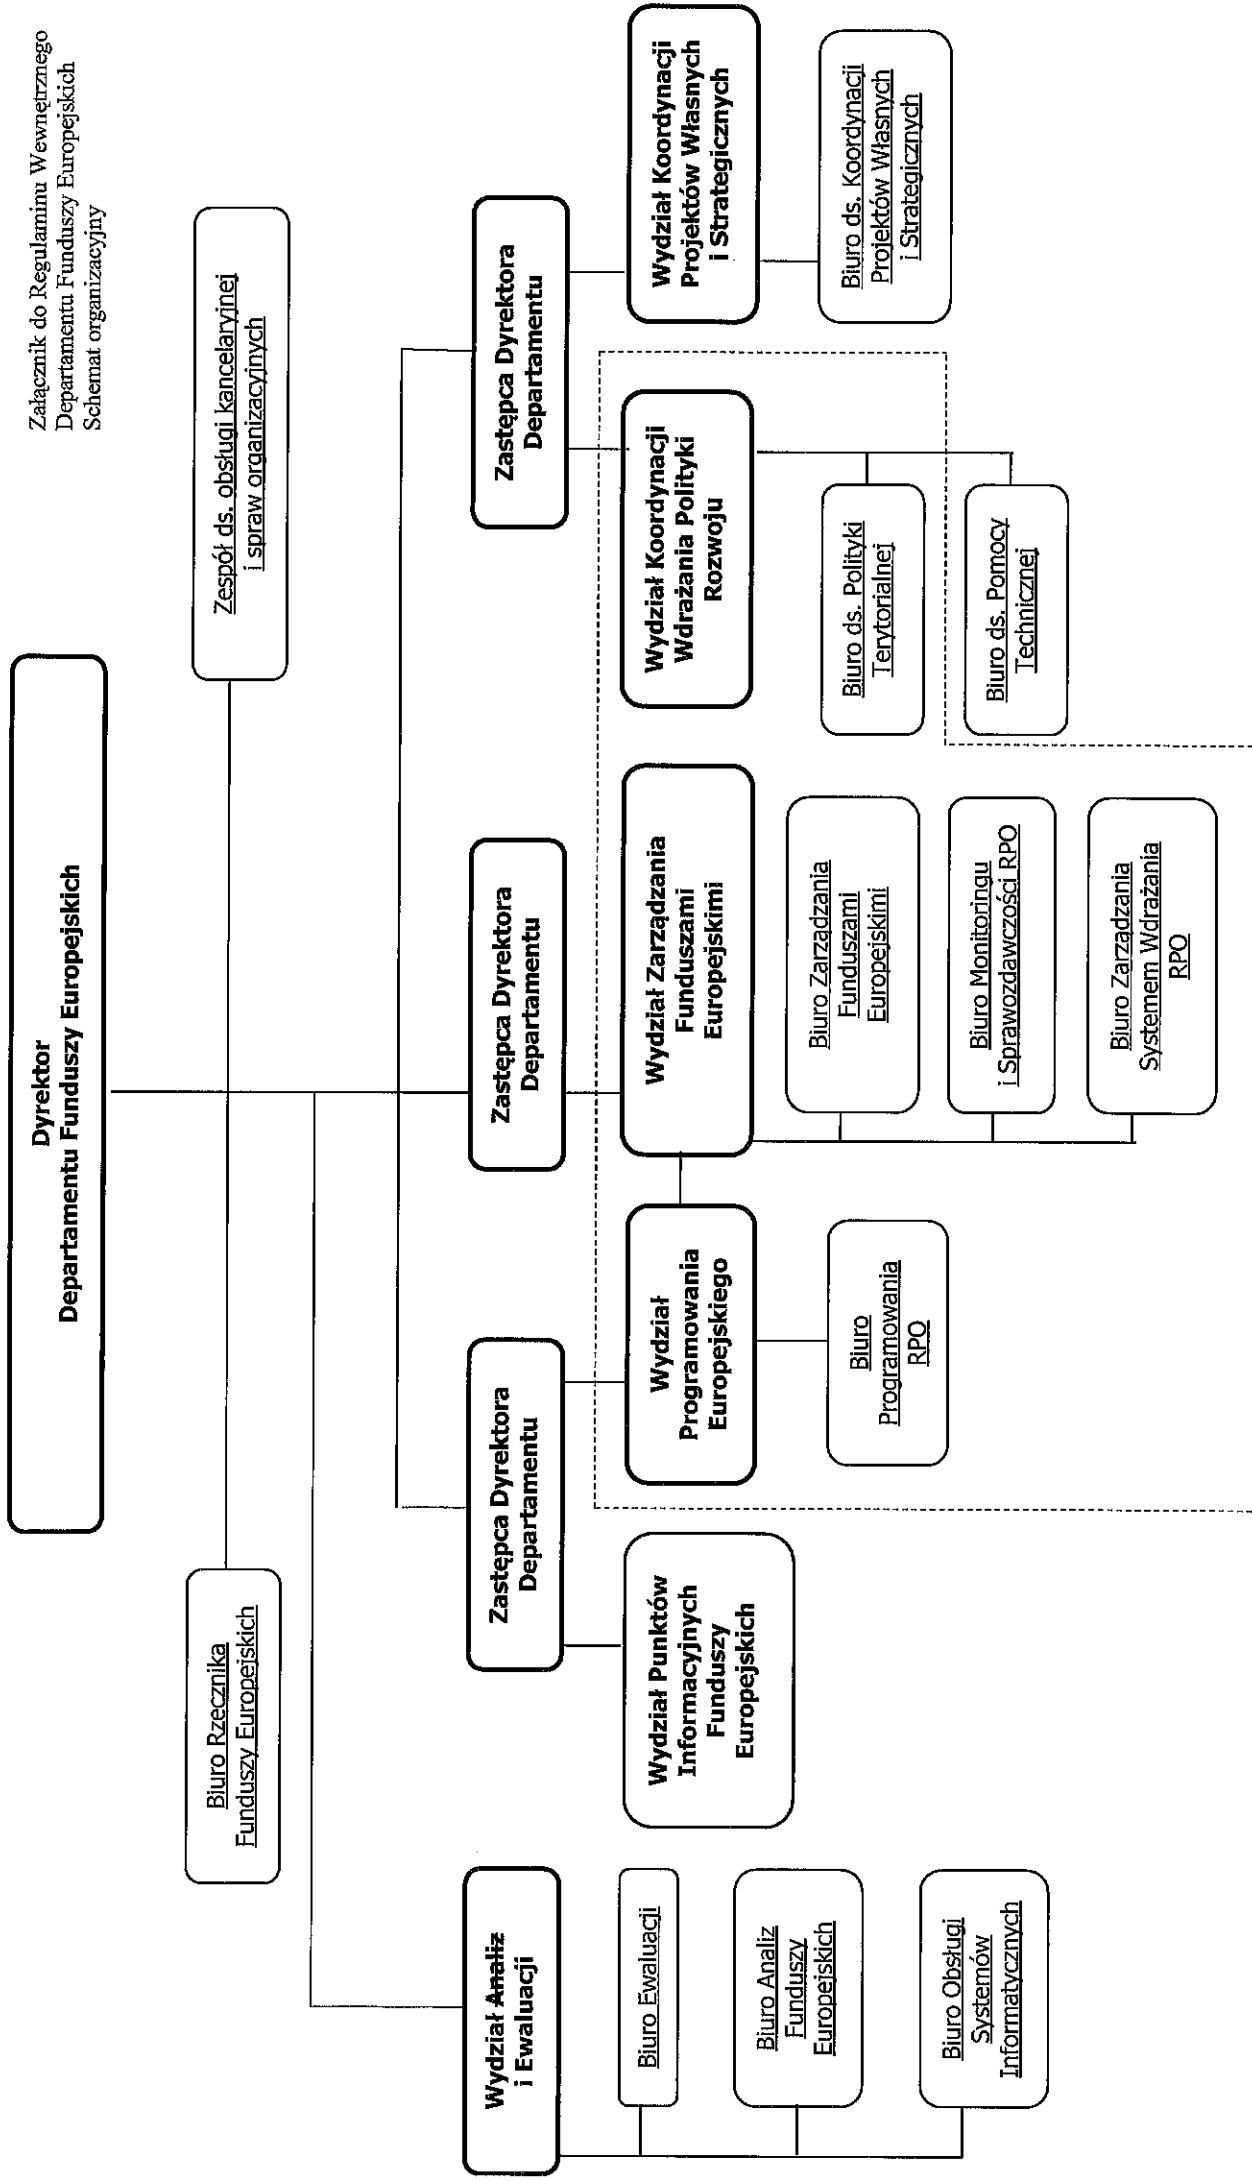 Załącznik do Regulaminu Wewnętrznego
Departamentu Funduszy Europejskich
Schemat organizacyjny
Dyrektor
Departamentu Funduszy Europejskich
Biuro Rzecznika
Funduszy Europejskich
Zespół ds. obsługi kancelaryjnej
i spraw organizacyjnych
Wydział Analiz
i Ewaluacji
Zastępca Dyrektora
Departamentu
Zastępca Dyrektora
Departamentu
Zastępca Dyrektora
Departamentu
Biuro Ewaluacji
Biuro Analiz
Funduszy
Europejskich
Biuro Obsługi
Systemów
Informatycznych
Wydział Punktów
Informacyjnych
Funduszy
Europejskich
Wydział
Programowania
Europejskiego
Biuro
Programowania
RPO
Wydział Zarządzania
Funduszami
Europejskimi
Biuro Zarządzania
Funduszami
Europejskimi
Biuro Monitoringu
i Sprawozdawczości RPO
Biuro Zarządzania
Systemem Wdrażania
RPO
Wydział Koordynacji
Wdrażania Polityki
Rozwoju
Biuro ds. Polityki
Terytorialnej
Biuro ds. Pomocy
Technicznej
Wydział Koordynacji
Projektów Własnych
i Strategicznych
Biuro ds. Koordynacji
Projektów Własnych
i Strategicznych